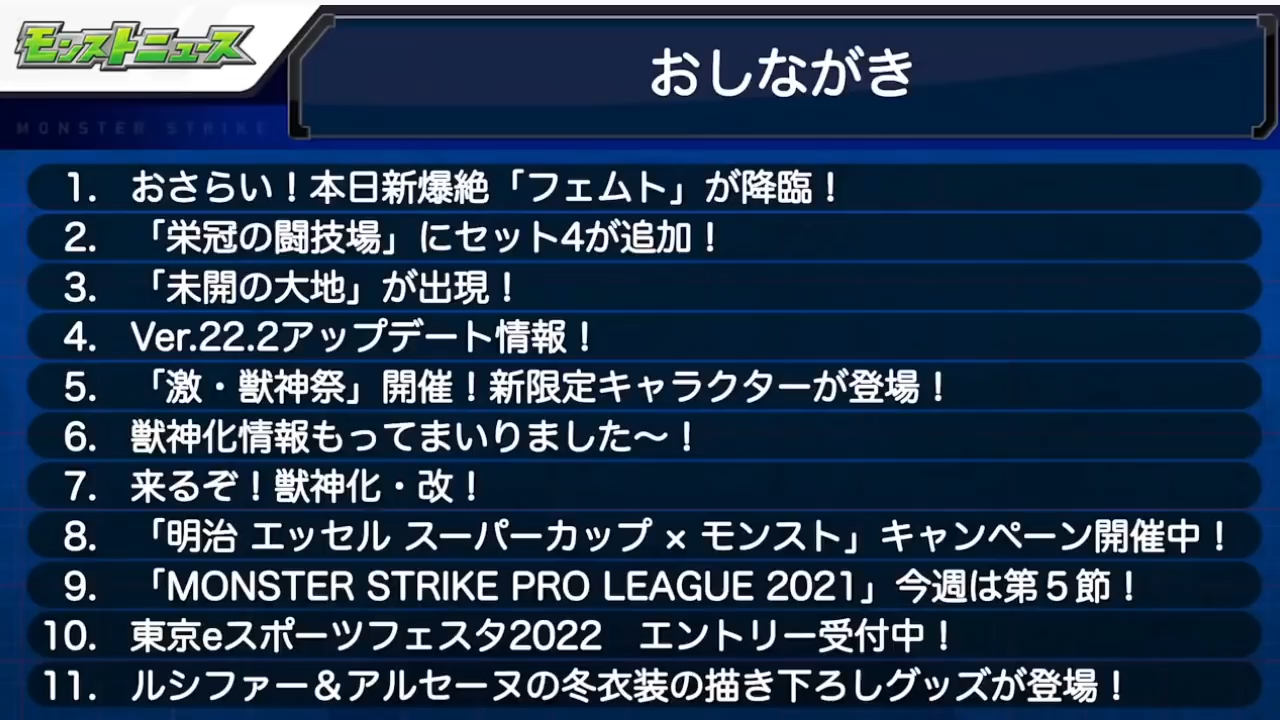 モンストニュース
おしながき
MONSTER STRIKE
1. おさらい！本日新爆絶「フェムト」が降臨！
2. 「栄冠の闘技場」にセット4が追加！
3. 「未開の大地」が出現！
4. Ver.22.2アップデート情報！
5. 「激・獣神祭」開催！新限定キャラクターが登場！
6. 獣神化情報もってまいりました～！
7. 来るぞ！獣神化・改！
8. 「明治 エッセル スーパーカップ × モンスト」キャンペーン開催中！
9. 「MONSTER STRIKE PRO LEAGUE 2021」今週は第５節！
10. 東京eスポーツフェスタ2022　エントリー受付中！
11. ルシファー＆アルセーヌの冬衣装の描き下ろしグッズが登場！